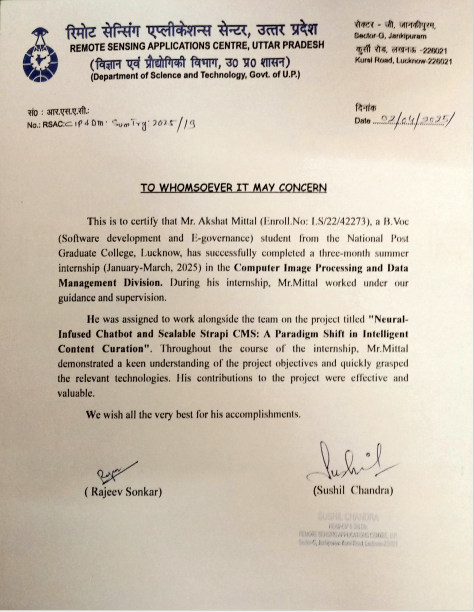 रिमोट सेन्सिंग एप्लीकेशन्स सेन्टर, उत्तर प्रदेश
REMOTE SENSING APPLICATIONS CENTRE, UTTAR PRADESH
(विज्ञान एवं प्रौद्योगिकी विभाग, उ0 प्र0 शासन)
(Department of Science and Technology, Govt. of U.P.)
सेक्टर - जी, जानकीपुरम,
Sector-G, Jankipuram
कुर्सी रोड, लखनऊ -226021
Kursi Road, Lucknow-226021
सं0 : आर.एस.ए.सी.:
No.: RSAC: 2025/19
दिनांक
Date 02/04/2025/
TO WHOMSOEVER IT MAY CONCERN
This is to certify that Mr. Akshat Mittal (Enroll.No: I.S/22/42273), a B.Voc
(Software development and E-governance) student from the National Post
Graduate College, Lucknow, has successfully completed a three-month summer
internship (January-March, 2025) in the Computer Image Processing and Data
Management Division. During his internship, Mr.Mittal worked under our
guidance and supervision.
He was assigned to work alongside the team on the project titled "Neural-
Infused Chatbot and Scalable Strapi CMS: A Paradigm Shift in Intelligent
Content Curation". Throughout the course of the internship, Mr.Mittal
demonstrated a keen understanding of the project objectives and quickly grasped
the relevant technologies. His contributions to the project were effective and
valuable.
We wish all the very best for his accomplishments.
( Rajeev Sonkar)
Sushil
(Sushil Chandra)
SUSHIL CHANDRA